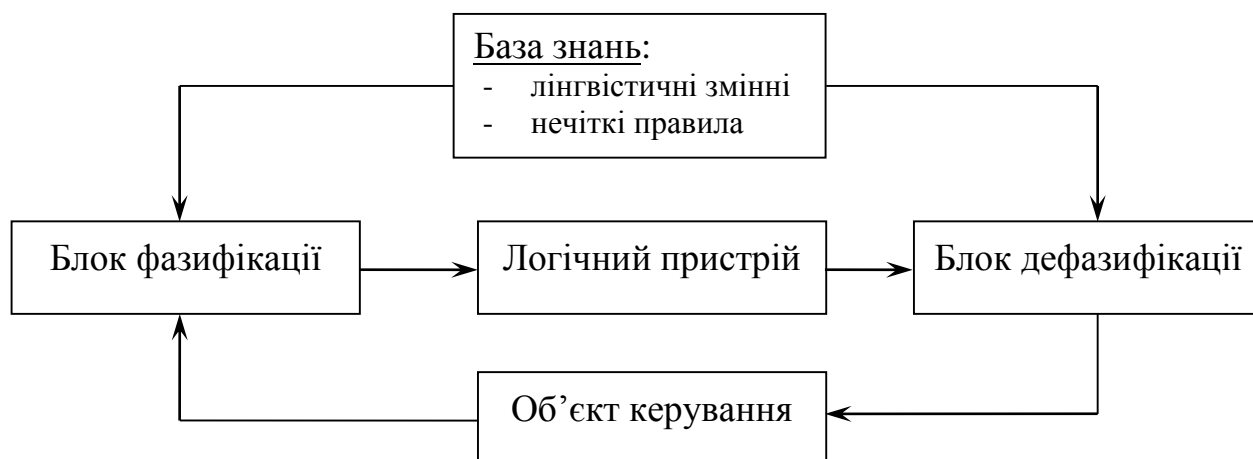 База знань:
- лінгвістичні змінні
- нечіткі правила
Блок фазифікації
Логічний пристрій
Блок дефазифікації
Об’єкт керування